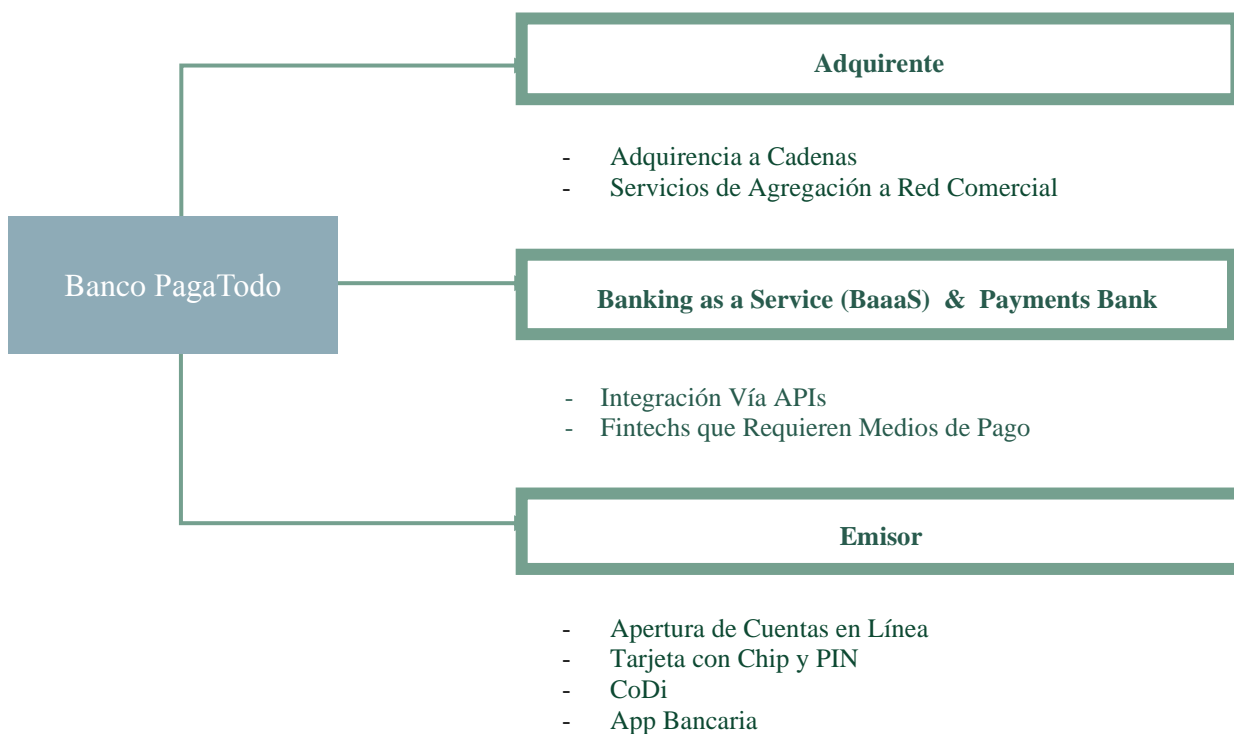 Adquirente
- Adquirencia a Cadenas
- Servicios de Agregación a Red Comercial
Banco PagaTodo
Banking as a Service (BaaaS) & Payments Bank
- Integración Vía APIs
- Fintechs que Requieren Medios de Pago
Emisor
- Apertura de Cuentas en Línea
- Tarjeta con Chip y PIN
- CoDi
- App Bancaria